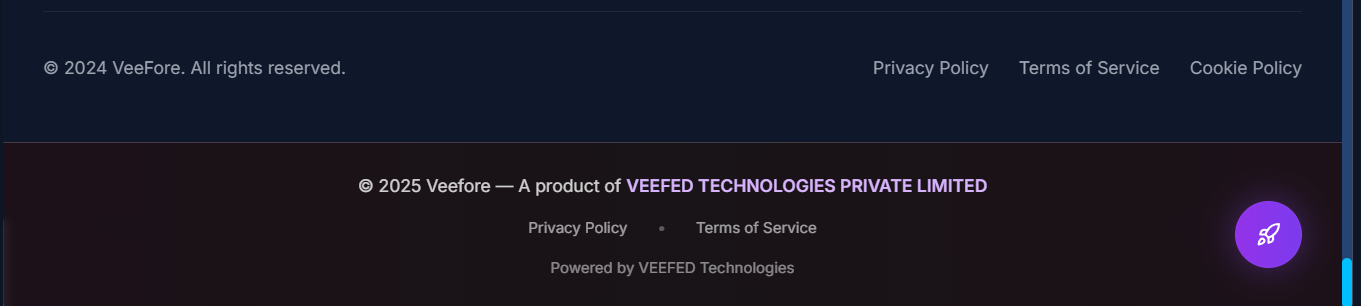 © 2024 VeeFore. All rights reserved. Privacy Policy Terms of Service Cookie Policy
© 2025 Veefore — A product of VEEFED TECHNOLOGIES PRIVATE LIMITED
Privacy Policy • Terms of Service
Powered by VEEFED Technologies